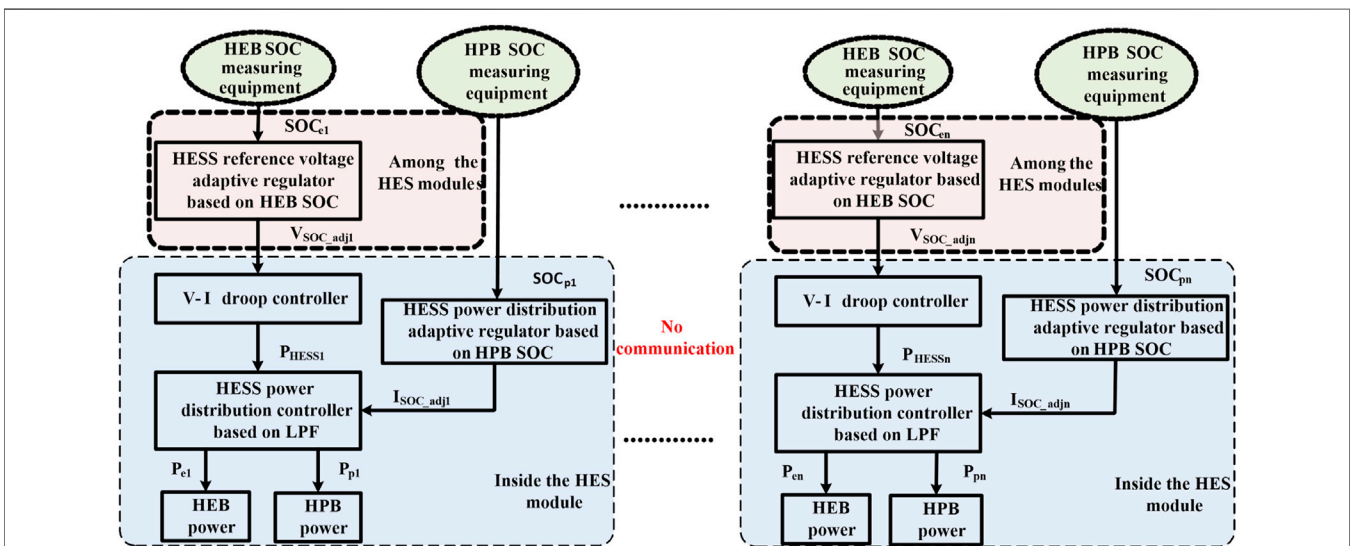 HEB SOC
measuring
equipment
HPB SOC
measuring
equipment
SOCe1
HESS reference voltage
adaptive regulator
based on HEB SOC
Among the
HES modules
VSOC_adj1
SOCp1
V-I droop controller
HESS power distribution
adaptive regulator based
on HPB SOC
PHESS1
HESS power
distribution controller
based on LPF
ISOC_adj1
Pe1
Pp1
HEB
power
HPB
power
Inside the HES
module
No
communication
HEB SOC
measuring
equipment
HPB SOC
measuring
equipment
SOCen
HESS reference voltage
adaptive regulator based
on HEB SOC
Among the
HES modules
VSOC_adjn
SOCpn
V-I droop controller
HESS power distribution
adaptive regulator based
on HPB SOC
PHESSn
HESS power
distribution controller
based on LPF
ISOC_adjn
Pen
Ppn
HEB
power
HPB
power
Inside the HES
module